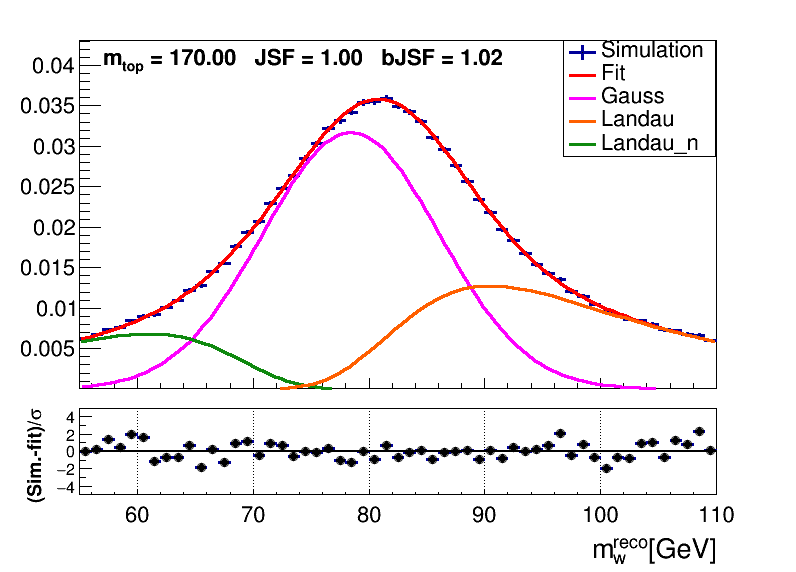 m_top = 170.00 JSF = 1.00 bJSF = 1.02
Simulation
Fit
Gauss
Landau
Landau_n
0.04
0.035
0.03
0.025
0.02
0.015
0.01
0.005
(Sim.-fit)/σ
4
2
0
−2
−4
60 70 80 90 100 110
m_w^reco[GeV]